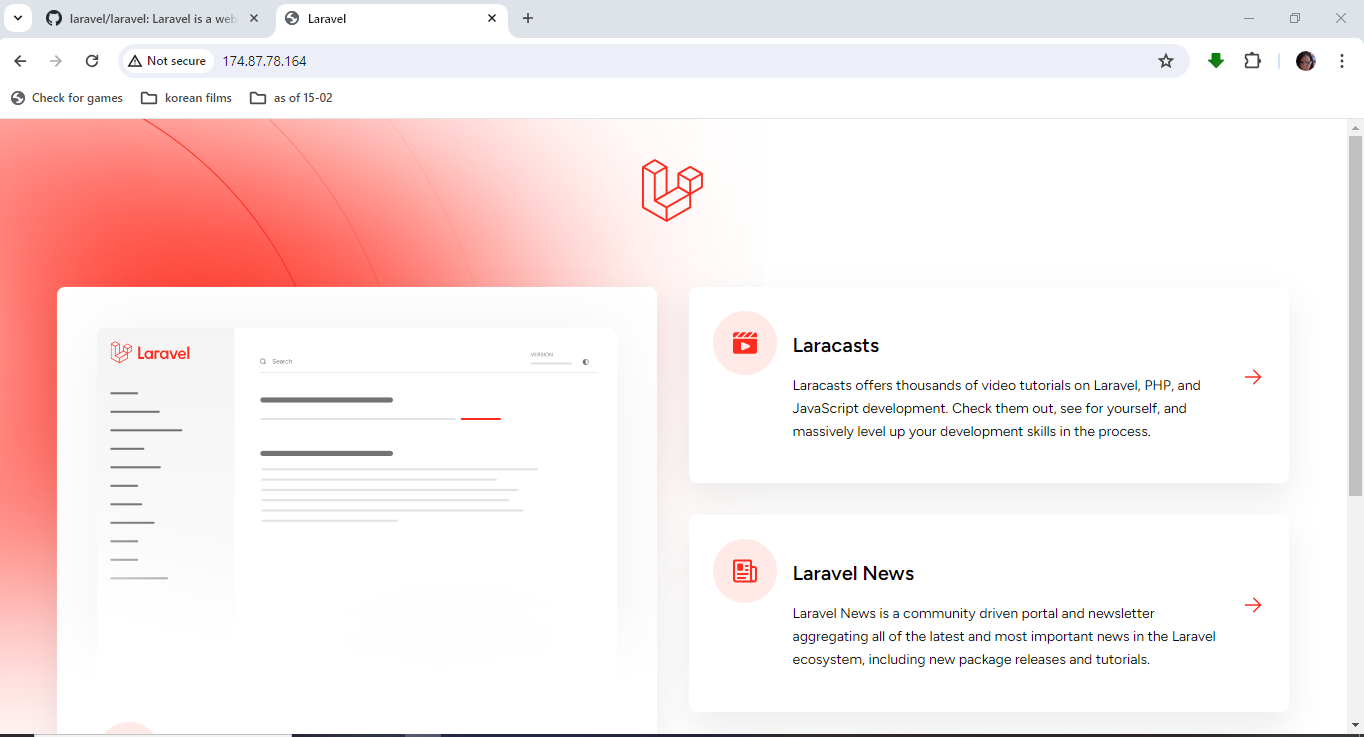 laravel/laravel: Laravel is a web
Laravel
Not secure
174.87.78.164
Check for games
korean films
as of 15-02
Laravel
Search
VERSION
Laracasts
Laracasts offers thousands of video tutorials on Laravel, PHP, and
JavaScript development. Check them out, see for yourself, and
massively level up your development skills in the process.
Laravel News
Laravel News is a community driven portal and newsletter
aggregating all of the latest and most important news in the Laravel
ecosystem, including new package releases and tutorials.